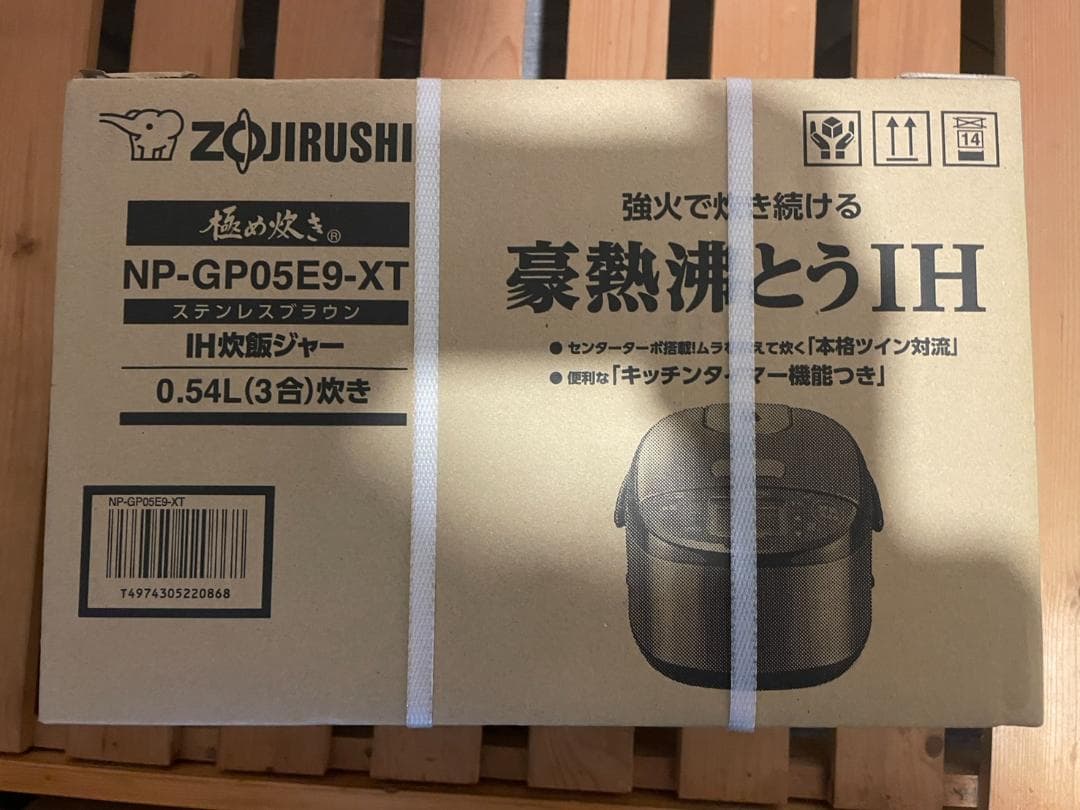 ZOJIRUSHI
極め炊き®
NP-GP05E9-XT
ステンレスブラウン
IH炊飯ジャー
0.54L(3合)炊き
NP-GP05E9-XT
T4974305220868
14
強火で炊き続ける
豪熱沸とうIH
● センターターボ搭載!ムラを えて炊く「本格ツイン対流」
● 便利な「キッチンタイマー機能つき」